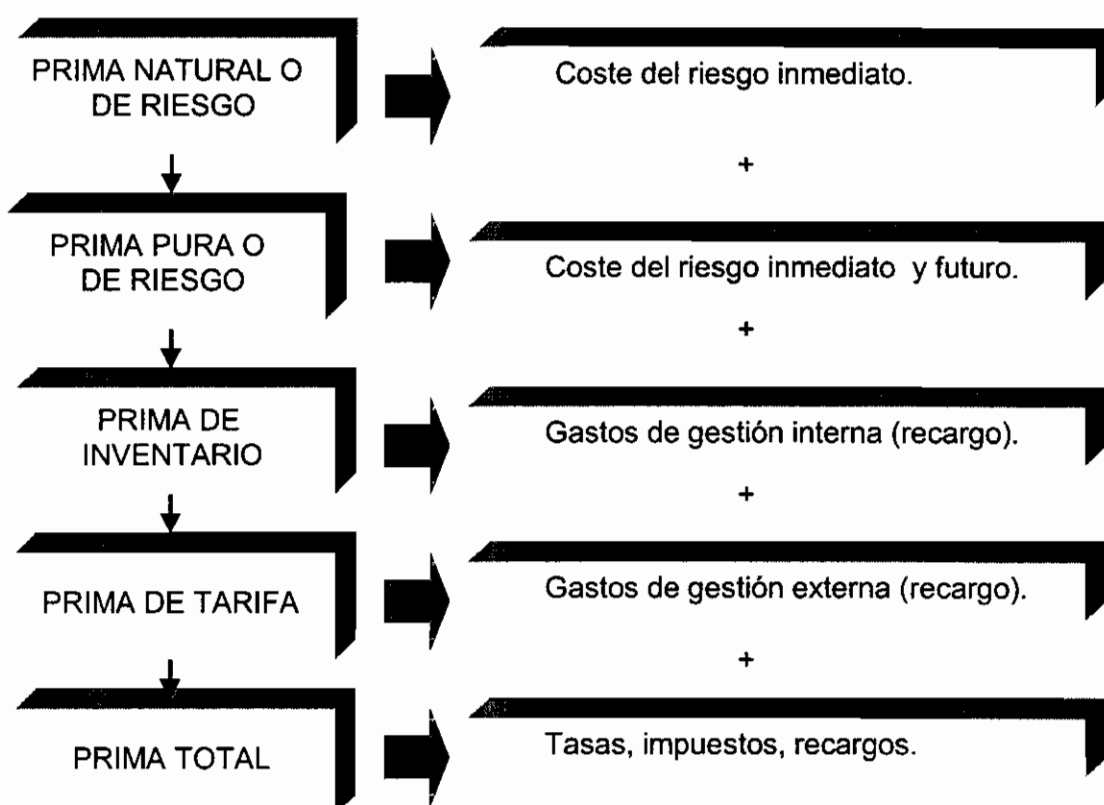 PRIMA NATURAL O
DE RIESGO
Coste del riesgo inmediato.
+
PRIMA PURA O
DE RIESGO
Coste del riesgo inmediato y futuro.
+
PRIMA DE
INVENTARIO
Gastos de gestión interna (recargo).
+
PRIMA DE TARIFA
Gastos de gestión externa (recargo).
+
PRIMA TOTAL
Tasas, impuestos, recargos.